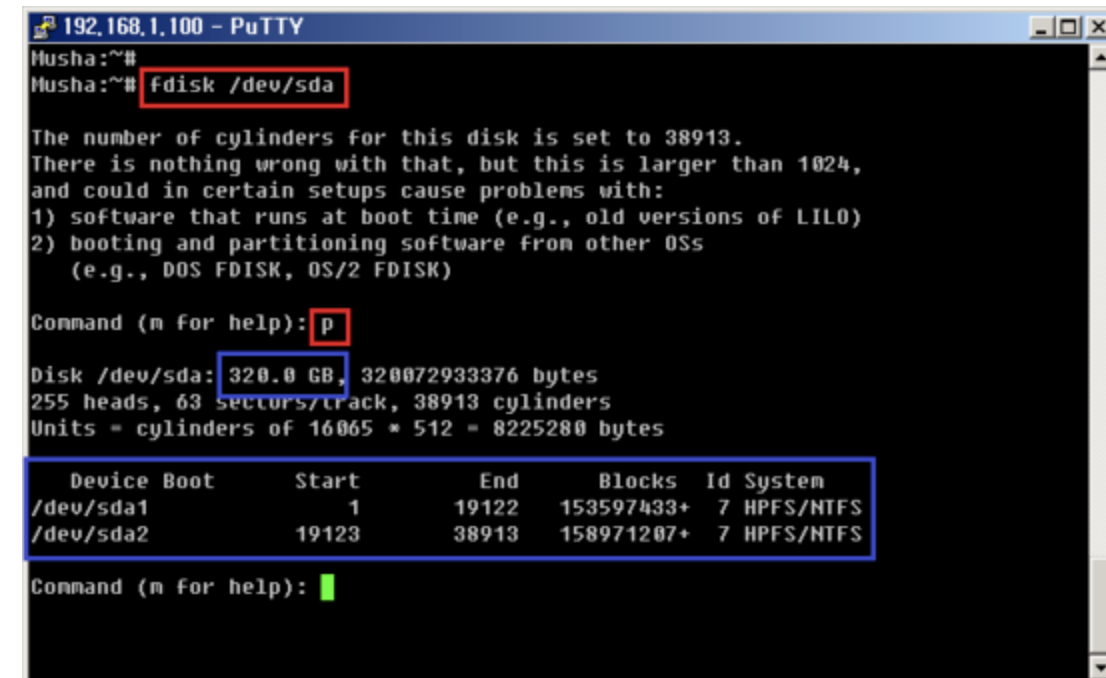 192.168.1.100 - PuTTY
Musha:~#
Musha:~# fdisk /dev/sda
The number of cylinders for this disk is set to 38913.
There is nothing wrong with that, but this is larger than 1024,
and could in certain setups cause problems with:
1) software that runs at boot time (e.g., old versions of LILO)
2) booting and partitioning software from other OSs
(e.g., DOS FDISK, OS/2 FDISK)
Command (m for help): p
Disk /dev/sda: 320.0 GB, 320072933376 bytes
255 heads, 63 sectors/track, 38913 cylinders
Units = cylinders of 16065 * 512 = 8225280 bytes
Device Boot Start End Blocks Id System
/dev/sda1 1 19122 153597433+ 7 HPFS/NTFS
/dev/sda2 19123 38913 158971207+ 7 HPFS/NTFS
Command (m for help):